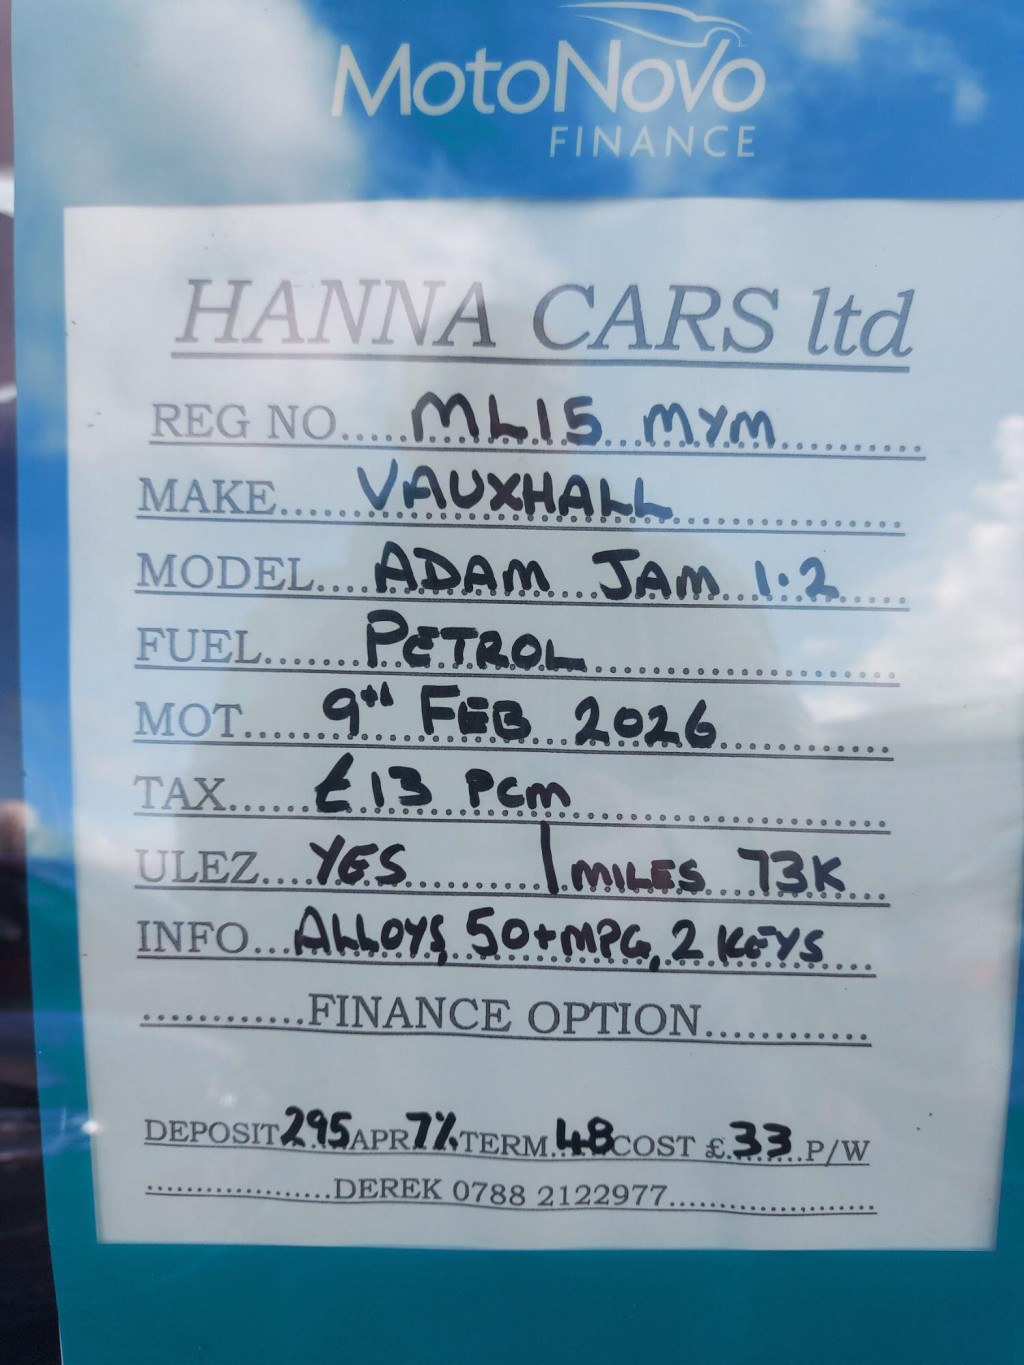 MotoNovo
FINANCE
HANNA CARS ltd
REG NO.....ML15 MYM..........
MAKE....VAUXHALL..............
MODEL....ADAM JAM 1.2.....
FUEL.......PETROL....................
MOT......9th FEB 2026...........
TAX......£13 PCM....................
ULEZ....YES..........|.MILES 73K...
INFO...ALLOYS, 50+MPG, 2 KEYS....
............FINANCE OPTION............
DEPOSIT 295 APR 7% TERM..48 COST £.33..P/W
...................DEREK 0788 2122977......................